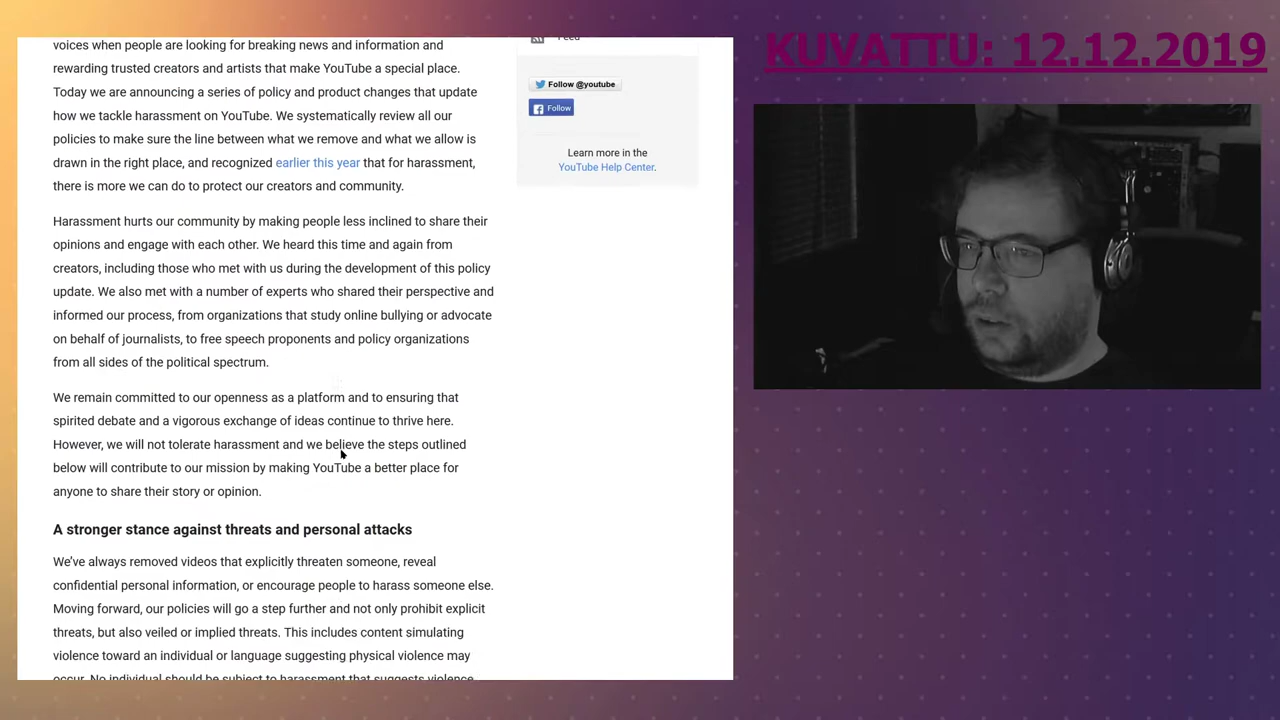 voices when people are looking for breaking news and information and
rewarding trusted creators and artists that make YouTube a special place.
Today we are announcing a series of policy and product changes that update
how we tackle harassment on YouTube. We systematically review all our
policies to make sure the line between what we remove and what we allow is
drawn in the right place, and recognized earlier this year that for harassment,
there is more we can do to protect our creators and community.
Harassment hurts our community by making people less inclined to share their
opinions and engage with each other. We heard this time and again from
creators, including those who met with us during the development of this policy
update. We also met with a number of experts who shared their perspective and
informed our process, from organizations that study online bullying or advocate
on behalf of journalists, to free speech proponents and policy organizations
from all sides of the political spectrum.
We remain committed to our openness as a platform and to ensuring that
spirited debate and a vigorous exchange of ideas continue to thrive here.
However, we will not tolerate harassment and we believe the steps outlined
below will contribute to our mission by making YouTube a better place for
anyone to share their story or opinion.
A stronger stance against threats and personal attacks
We've always removed videos that explicitly threaten someone, reveal
confidential personal information, or encourage people to harass someone else.
Moving forward, our policies will go a step further and not only prohibit explicit
threats, but also veiled or implied threats. This includes content simulating
violence toward an individual or language suggesting physical violence may
occur. No individual should be subject to harassment that suggests violence
Feed
Follow @youtube
Follow
Learn more in the
YouTube Help Center.
KUVATTU: 12.12.2019